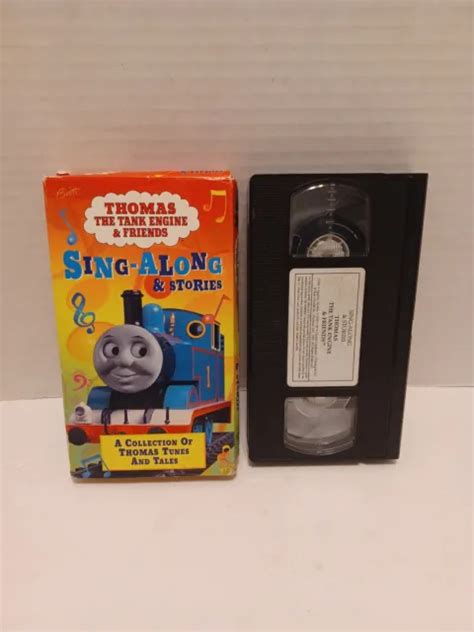 Britt
THOMAS
THE TANK ENGINE
& FRIENDS
SING-ALONG
& STORIES
A COLLECTION OF
THOMAS TUNES
AND TALES
SING-ALONG
& STORIES
THOMAS
THE TANK ENGINE
& FRIENDS